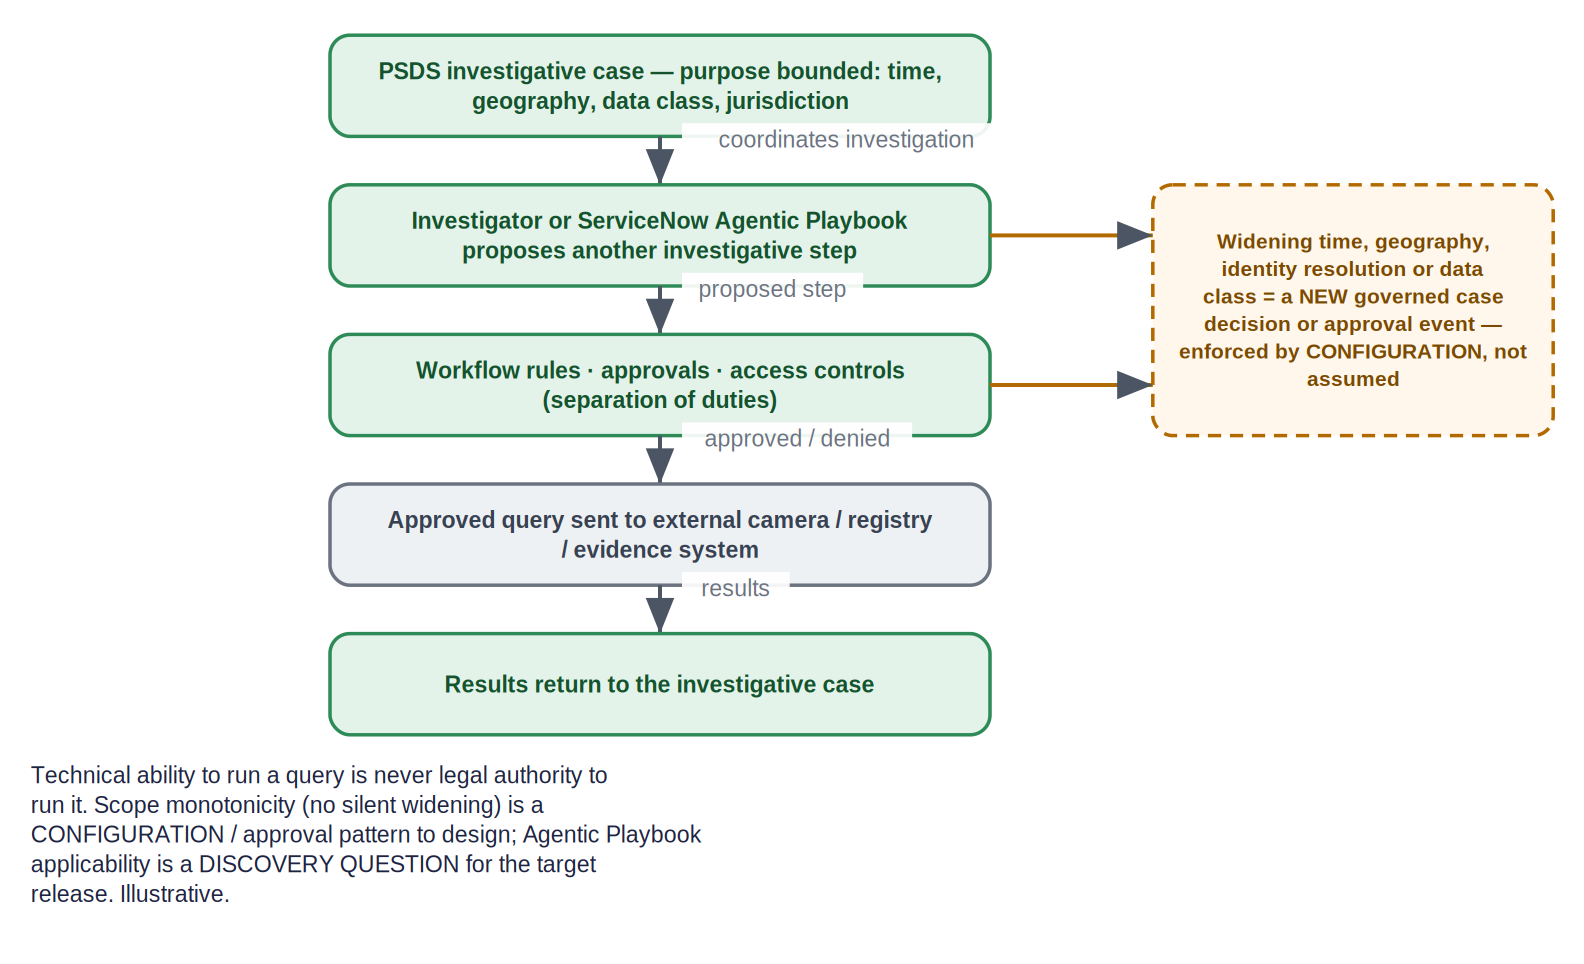 PSDS investigative case — purpose bounded: time,
geography, data class, jurisdiction
coordinates investigation
Investigator or ServiceNow Agentic Playbook
proposes another investigative step
proposed step
Widening time, geography,
identity resolution or data
class = a NEW governed case
decision or approval event —
enforced by CONFIGURATION, not
assumed
Workflow rules · approvals · access controls
(separation of duties)
approved / denied
Approved query sent to external camera / registry
/ evidence system
results
Results return to the investigative case
Technical ability to run a query is never legal authority to
run it. Scope monotonicity (no silent widening) is a
CONFIGURATION / approval pattern to design; Agentic Playbook
applicability is a DISCOVERY QUESTION for the target
release. Illustrative.